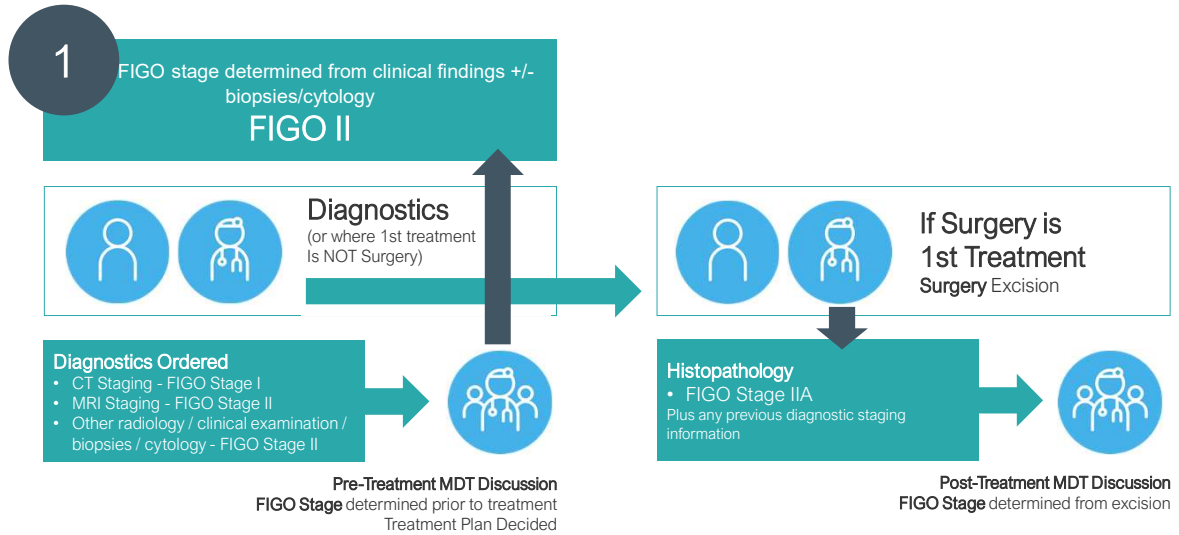 1
FIGO stage determined from clinical findings +/-
biopsies/cytology
FIGO II
Diagnostics
(or where 1st treatment
Is NOT Surgery)
If Surgery is
1st Treatment
Surgery Excision
Diagnostics Ordered
• CT Staging - FIGO Stage I
• MRI Staging - FIGO Stage II
• Other radiology / clinical examination /
biopsies / cytology - FIGO Stage II
Histopathology
• FIGO Stage IIA
Plus any previous diagnostic staging
information
Pre-Treatment MDT Discussion
FIGO Stage determined prior to treatment
Treatment Plan Decided
Post-Treatment MDT Discussion
FIGO Stage determined from excision